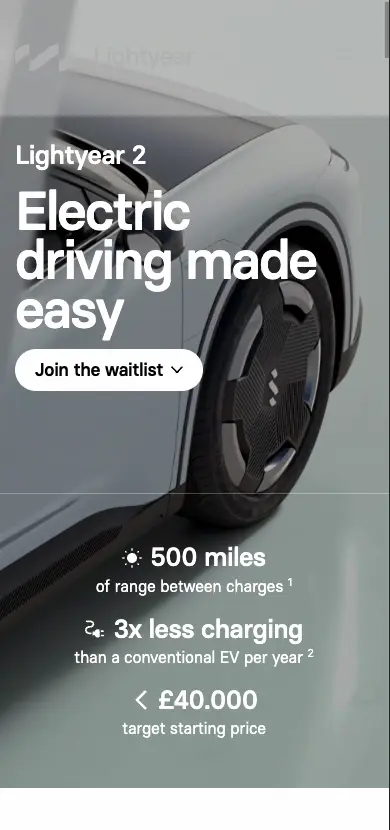 Lightyear
Lightyear 2
Electric
driving made
easy
Join the waitlist
500 miles
of range between charges ¹
3x less charging
than a conventional EV per year ²
< £40.000
target starting price